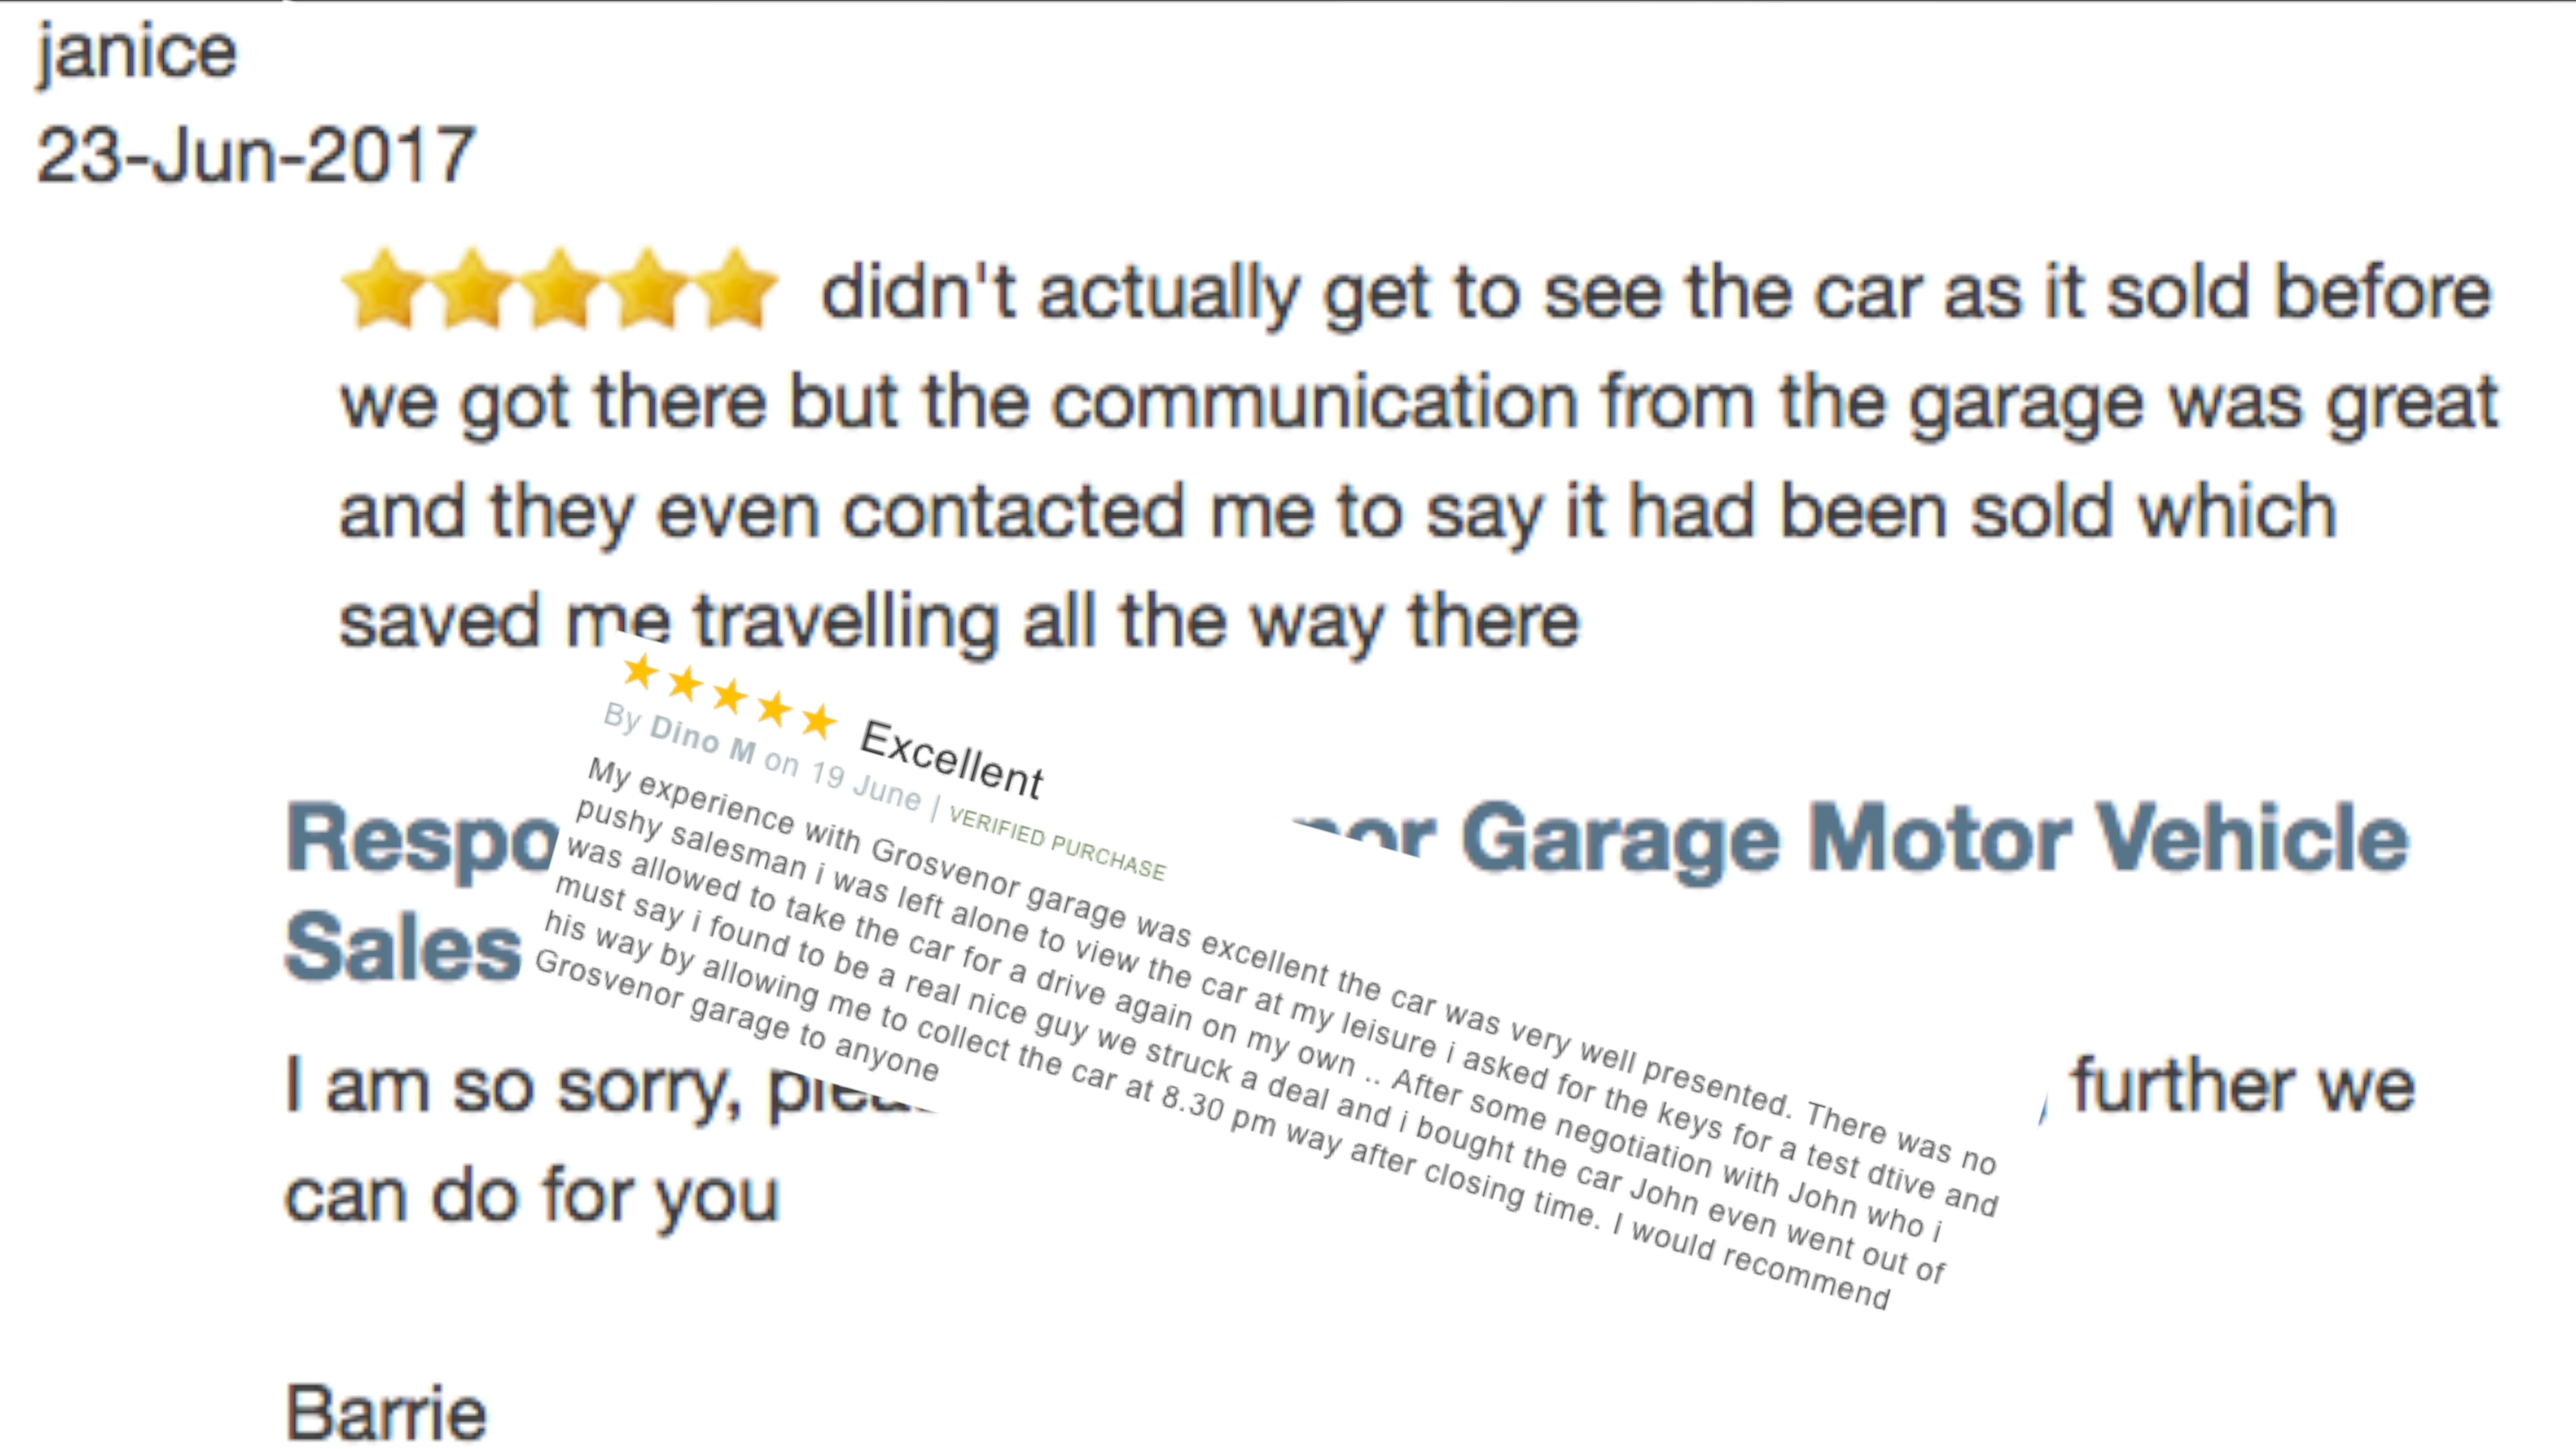 janice
23-Jun-2017
didn't actually get to see the car as it sold before
we got there but the communication from the garage was great
and they even contacted me to say it had been sold which
saved me travelling all the way there
Excellent
By Dino M on 19 June | VERIFIED PURCHASE
My experience with Grosvenor garage was excellent the car was very well presented. There was no
pushy salesman i was left alone to view the car at my leisure i asked for the keys for a test dtive and
was allowed to take the car for a drive again on my own .. After some negotiation with John who i
must say i found to be a real nice guy we struck a deal and i bought the car John even went out of
his way by allowing me to collect the car at 8.30 pm way after closing time. I would recommend
Grosvenor garage to anyone
Garage Motor Vehicle
Sales
I am so sorry, further we
can do for you
Barrie